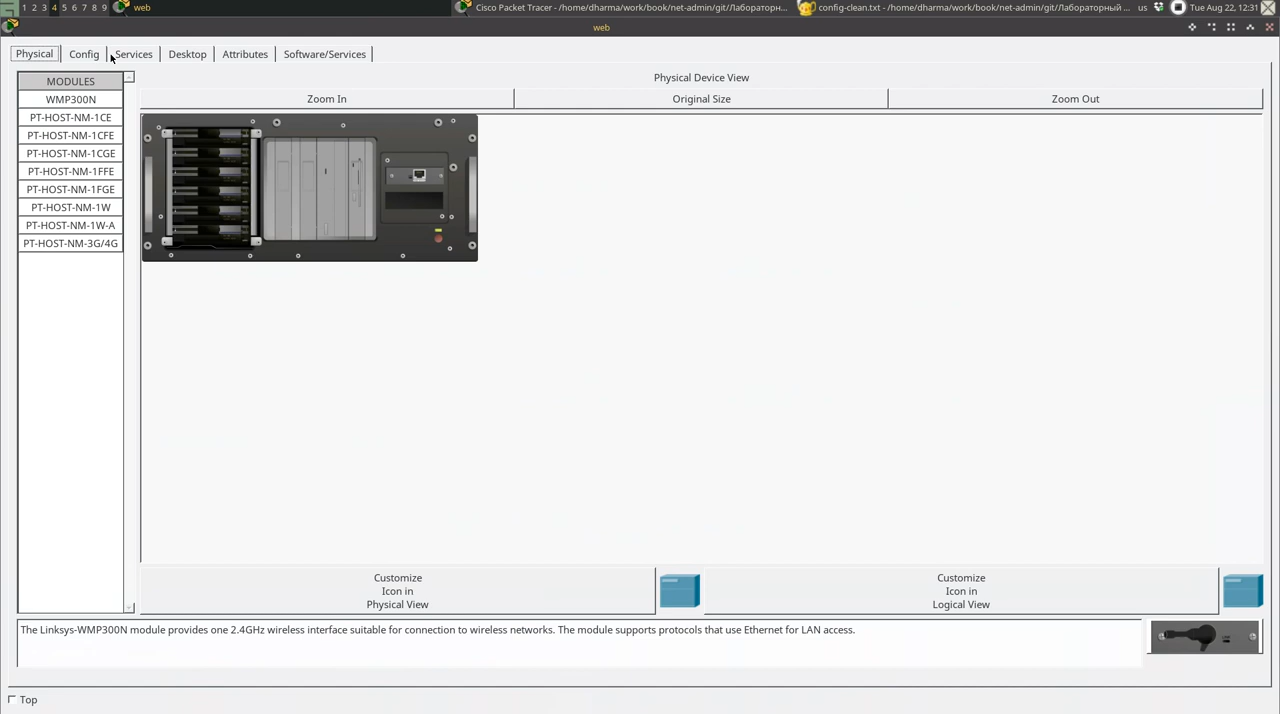 1 2 3 4 5 6 7 8 9 web Cisco Packet Tracer - /home/dharma/work/book/net-admin/git/Лабораторн... config-clean.txt - /home/dharma/work/book/net-admin/git/Лабораторный ... us Tue Aug 22, 12:31
web
Physical Config Services Desktop Attributes Software/Services
MODULES
WMP300N
PT-HOST-NM-1CE
PT-HOST-NM-1CFE
PT-HOST-NM-1CGE
PT-HOST-NM-1FFE
PT-HOST-NM-1FGE
PT-HOST-NM-1W
PT-HOST-NM-1W-A
PT-HOST-NM-3G/4G
Physical Device View
Zoom In Original Size Zoom Out
Customize
Icon in
Physical View
Customize
Icon in
Logical View
The Linksys-WMP300N module provides one 2.4GHz wireless interface suitable for connection to wireless networks. The module supports protocols that use Ethernet for LAN access.
Top